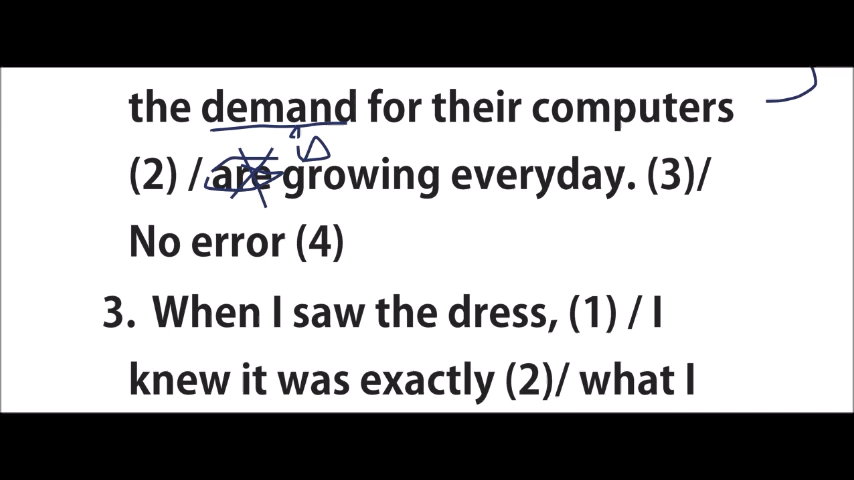 the demand for their computers
is
(2) / are growing everyday. (3)/
No error (4)
3. When I saw the dress, (1) / I
knew it was exactly (2)/ what I